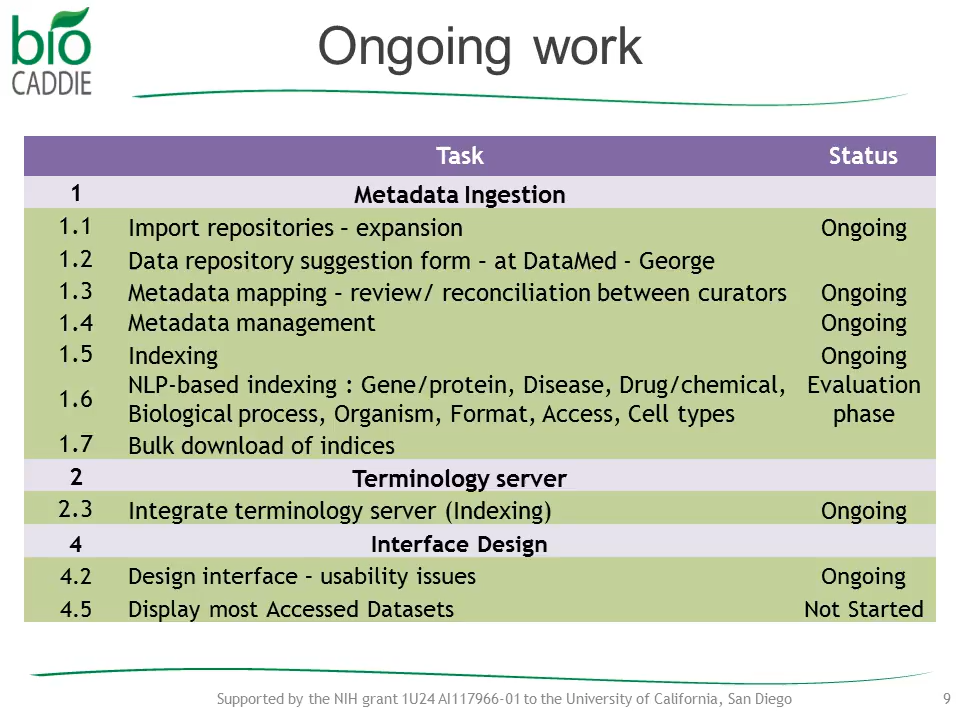 bio
CADDIE
Ongoing work
Task Status
1 Metadata Ingestion
1.1 Import repositories – expansion Ongoing
1.2 Data repository suggestion form – at DataMed - George
1.3 Metadata mapping – review/ reconciliation between curators Ongoing
1.4 Metadata management Ongoing
1.5 Indexing Ongoing
1.6 NLP-based indexing : Gene/protein, Disease, Drug/chemical, Evaluation
Biological process, Organism, Format, Access, Cell types phase
1.7 Bulk download of indices
2 Terminology server
2.3 Integrate terminology server (Indexing) Ongoing
4 Interface Design
4.2 Design interface – usability issues Ongoing
4.5 Display most Accessed Datasets Not Started
Supported by the NIH grant 1U24 AI117966-01 to the University of California, San Diego 9